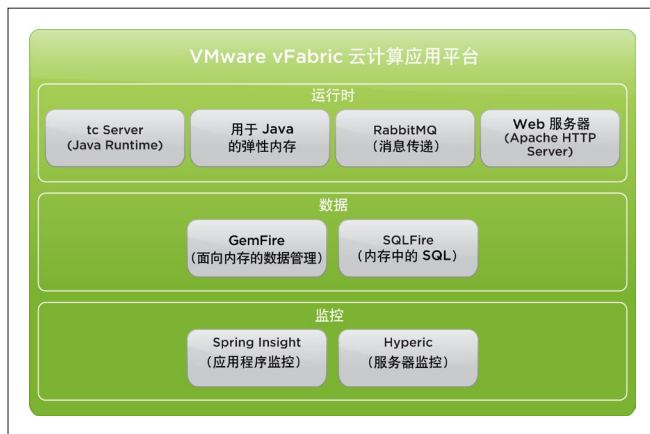 VMware vFabric 云计算应用平台
运行时
tc Server
(Java Runtime)
用于 Java
的弹性内存
RabbitMQ
（消息传递）
Web 服务器
(Apache HTTP
Server)
数据
GemFire
（面向内存的数据管理）
SQLFire
（内存中的 SQL）
监控
Spring Insight
（应用程序监控）
Hyperic
（服务器监控）